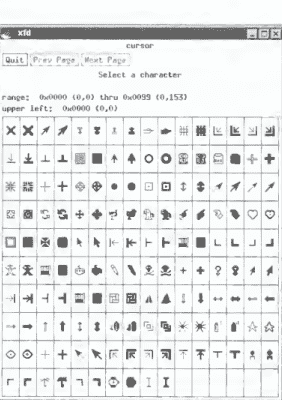 xfd
cursor
Quit Prev Page Next Page
Select a character
range: 0x0000 (0,0) thru 0x0099 (0,153)
upper left: 0x0000 (0,0)